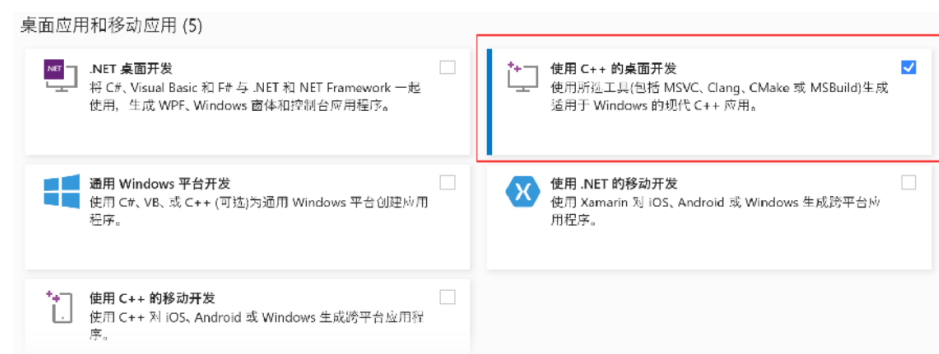 桌面应用和移动应用 (5)
.NET 桌面开发
将 C#、Visual Basic 和 F# 与 .NET 和 NET Framework 一起
使用，生成 WPF、Windows 窗体和控制台应用程序。
使用 C++ 的桌面开发
使用所选工具(包括 MSVC、Clang、CMake 或 MSBuild)生成
适用于 Windows 的现代 C++ 应用。
通用 Windows 平台开发
使用 C#、VB、或 C++ (可选)为通用 Windows 平台创建应用
程序。
使用 .NET 的移动开发
使用 Xamarin 对 iOS、Android 或 Windows 生成跨平台应
用程序。
使用 C++ 的移动开发
使用 C++ 对 iOS、Android 或 Windows 生成跨平台应用程
序。